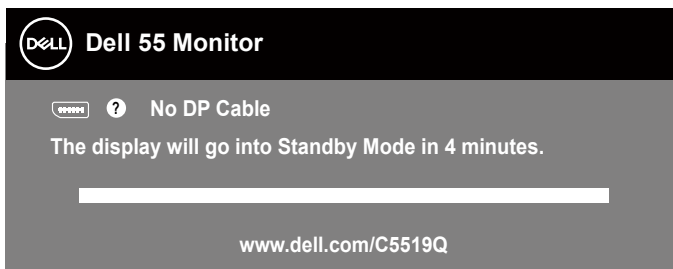 DELL Dell 55 Monitor
? No DP Cable
The display will go into Standby Mode in 4 minutes.
www.dell.com/C5519Q